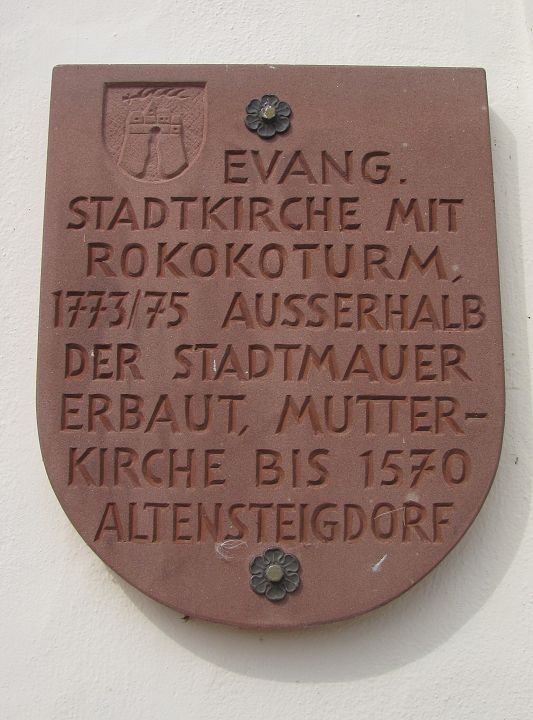 EVANG.
STADTKIRCHE MIT
ROKOKOTURM,
1773/75 AUSSERHALB
DER STADTMAUER
ERBAUT, MUTTER-
KIRCHE BIS 1570
ALTENSTEIGDORF